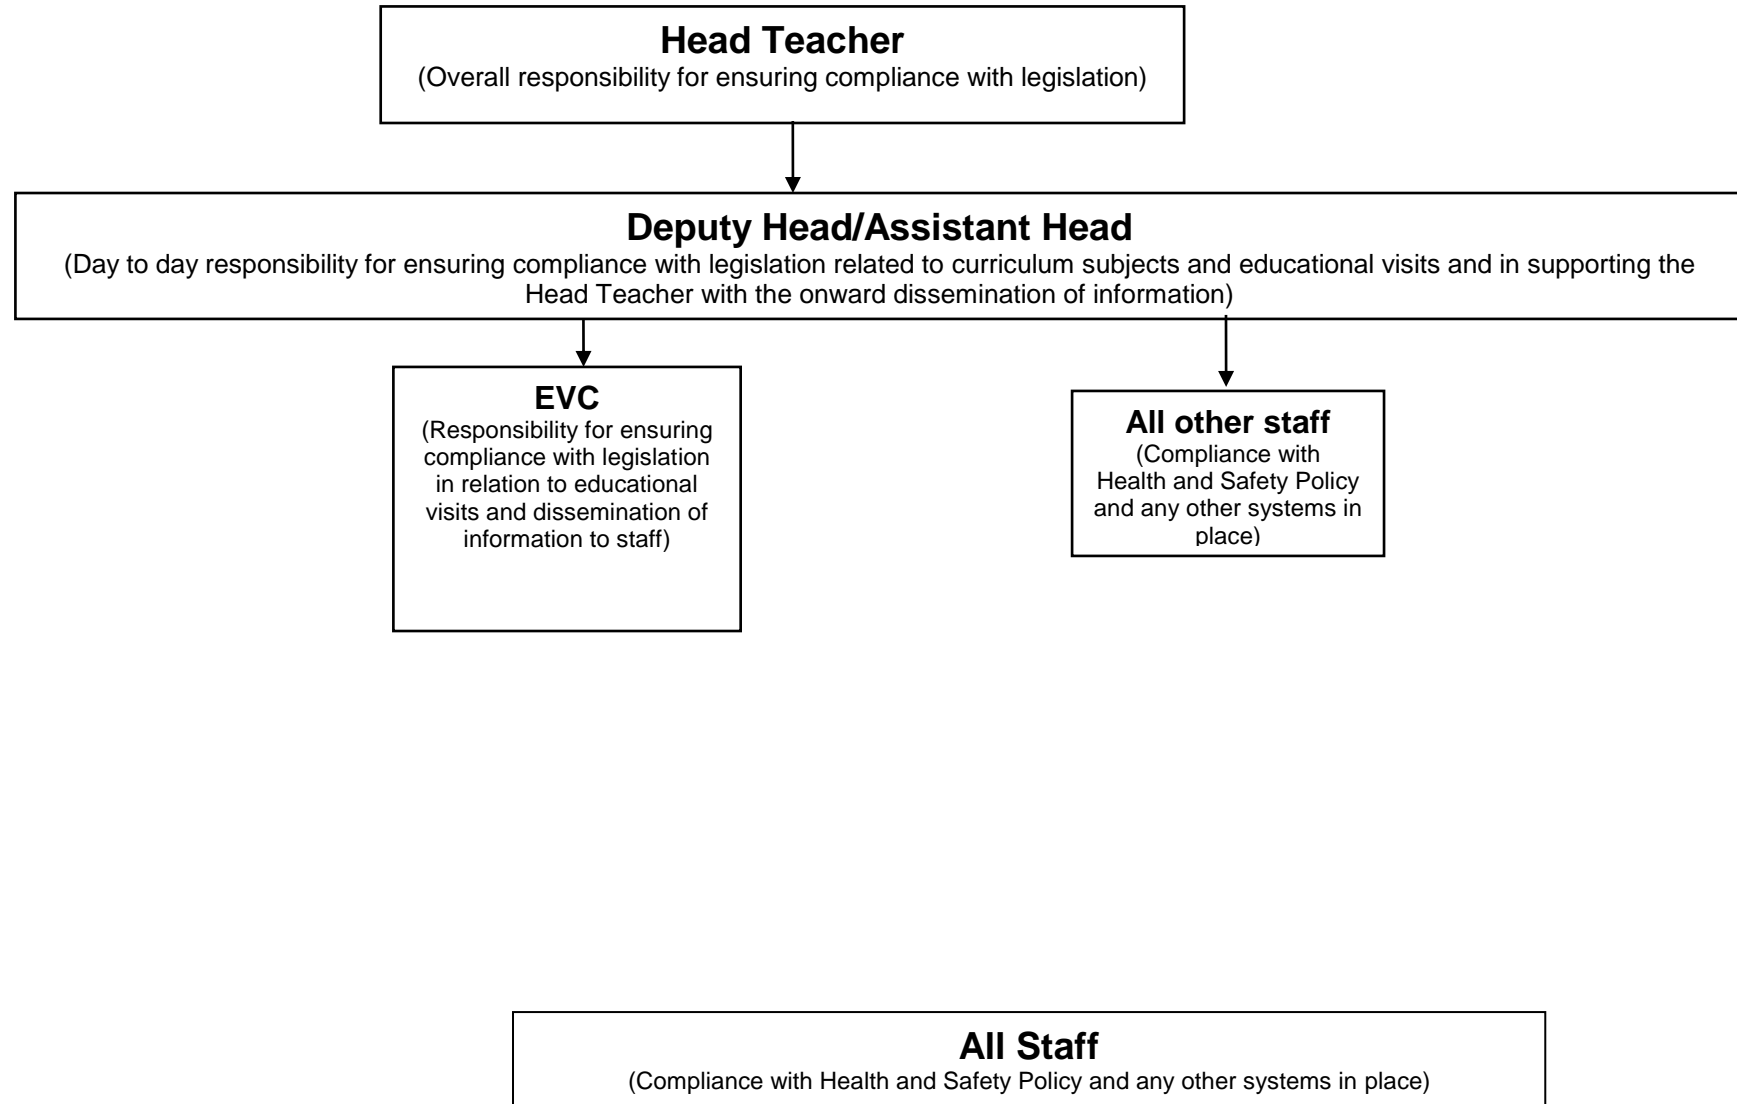 Head Teacher
(Overall responsibility for ensuring compliance with legislation)
Deputy Head/Assistant Head
(Day to day responsibility for ensuring compliance with legislation related to curriculum subjects and educational visits and in supporting the
Head Teacher with the onward dissemination of information)
EVC
(Responsibility for ensuring
compliance with legislation
in relation to educational
visits and dissemination of
information to staff)
All other staff
(Compliance with
Health and Safety Policy
and any other systems in
place)
All Staff
(Compliance with Health and Safety Policy and any other systems in place)